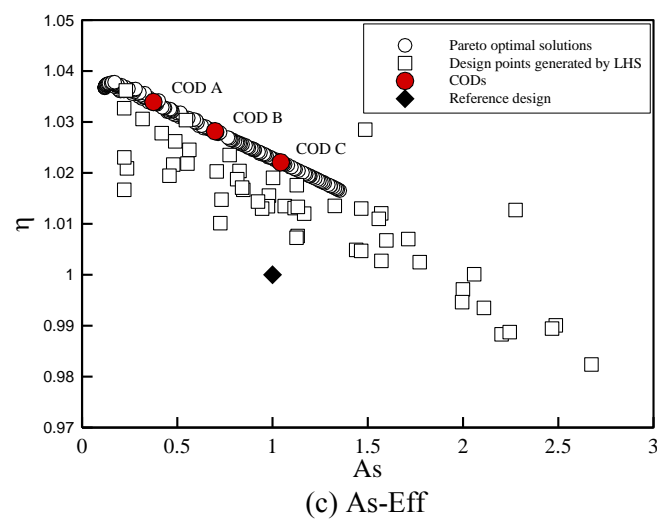 1.05
1.04
1.03
1.02
1.01
1
0.99
0.98
0.97
η
Pareto optimal solutions
Design points generated by LHS
CODs
Reference design
COD A
COD B
COD C
0 0.5 1 1.5 2 2.5 3
As
(c) As-Eff